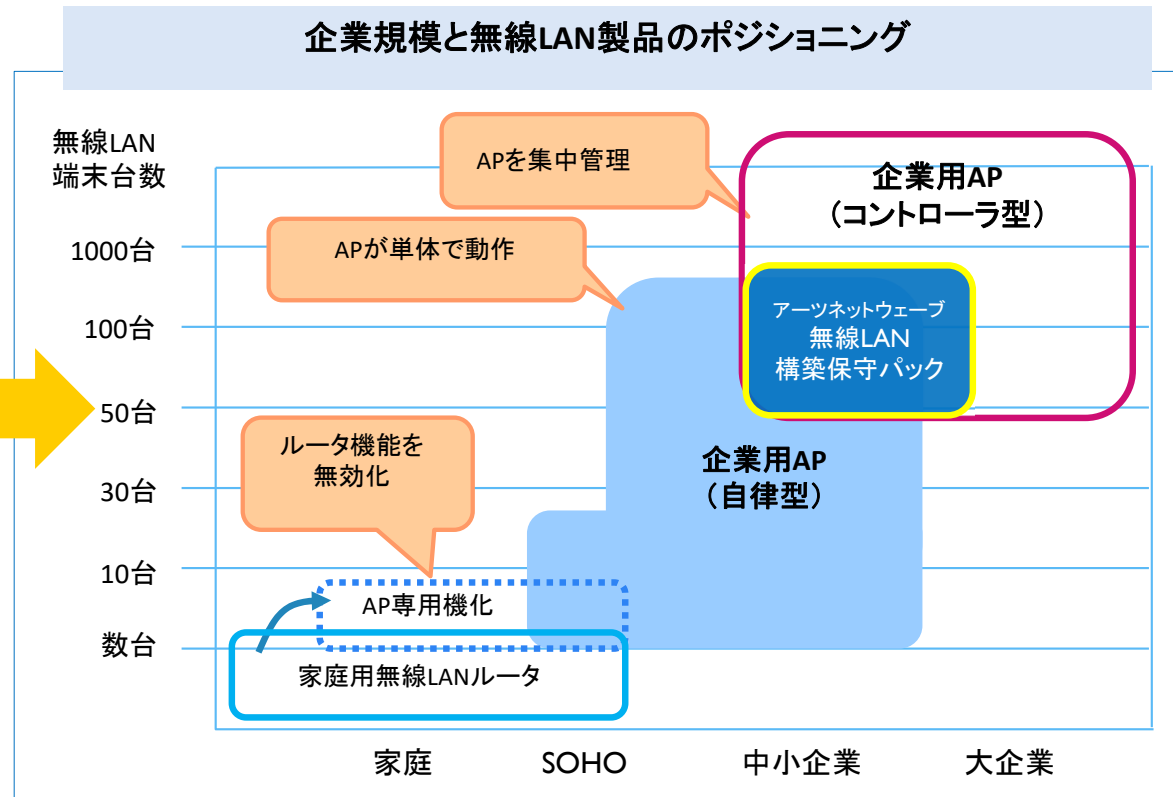 企業規模と無線LAN製品のポジショニング
無線LAN
端末台数
APを集中管理
企業用AP
（コントローラ型）
1000台
APが単体で動作
100台
アーツネットウェーブ
無線LAN
構築保守パック
50台
ルータ機能を
無効化
企業用AP
（自律型）
30台
10台
AP専用機化
数台
家庭用無線LANルータ
家庭
SOHO
中小企業
大企業